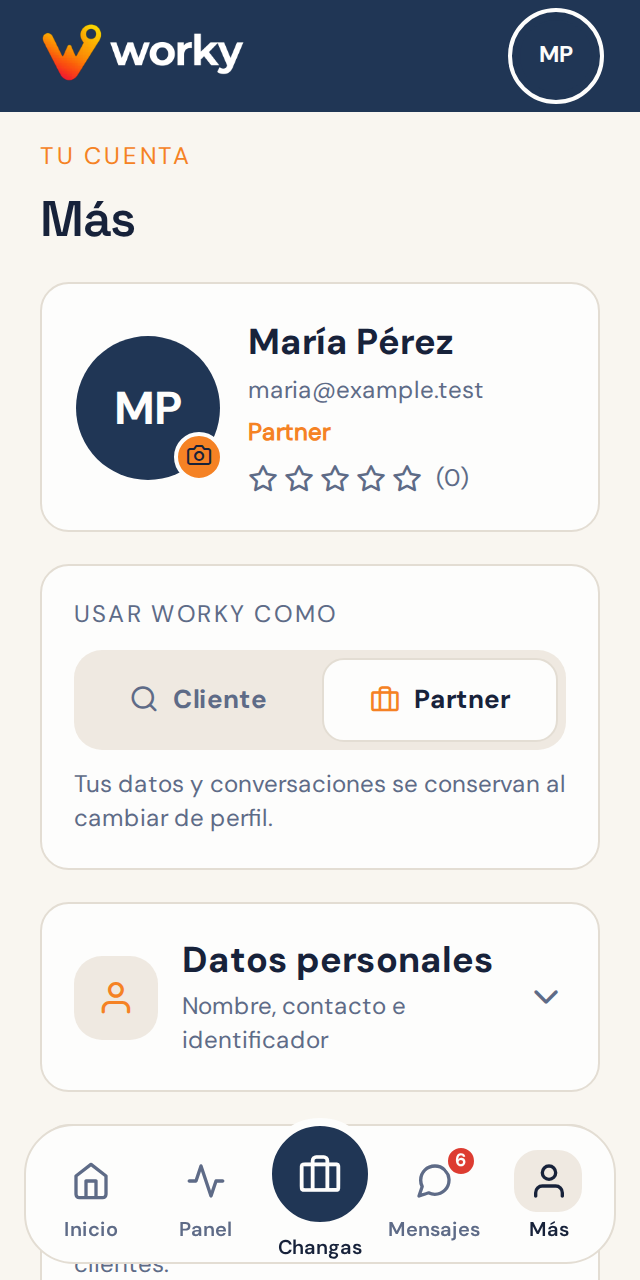 worky
MP
TU CUENTA
Más
MP
María Pérez
maria@example.test
Partner
(0)
USAR WORKY COMO
Cliente
Partner
Tus datos y conversaciones se conservan al
cambiar de perfil.
Datos personales
Nombre, contacto e
identificador
clientes.
Inicio
Panel
Changas
6
Mensajes
Más